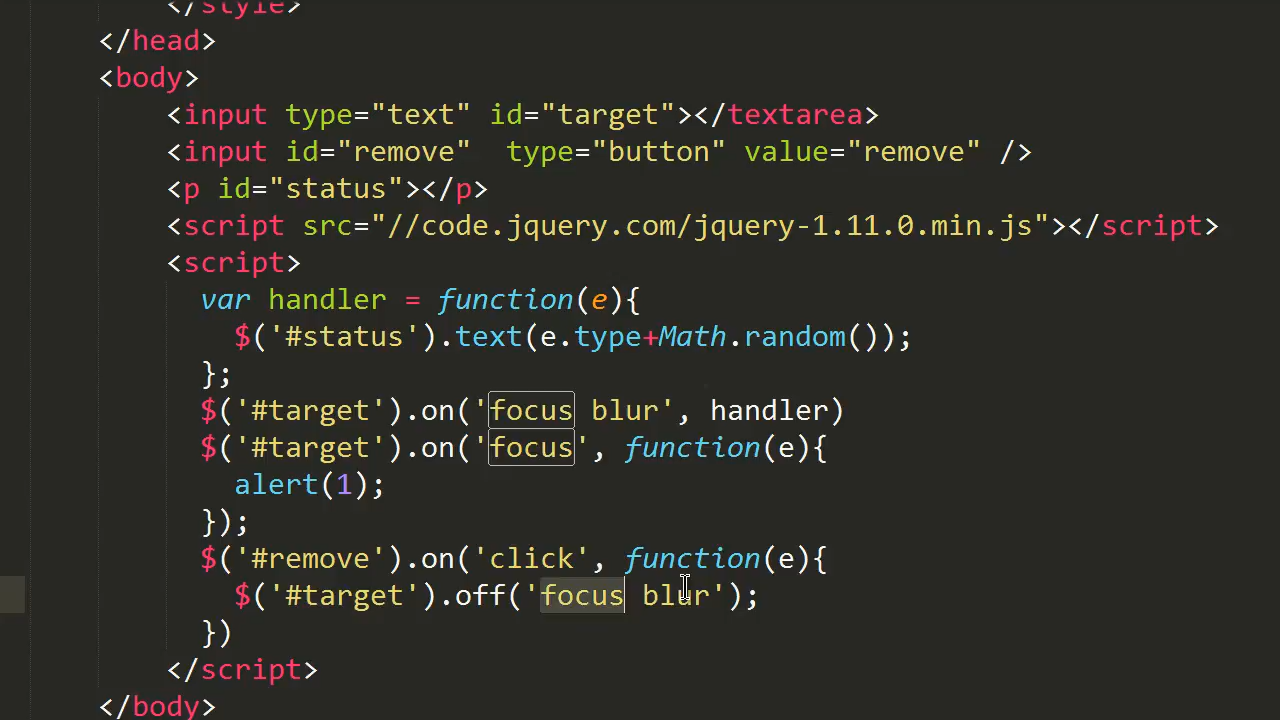 </style>
</head>
<body>
<input type="text" id="target"></textarea>
<input id="remove"  type="button" value="remove" />
<p id="status"></p>
<script src="//code.jquery.com/jquery-1.11.0.min.js"></script>
<script>
var handler = function(e){
$('#status').text(e.type+Math.random());
};
$('#target').on('focus blur', handler)
$('#target').on('focus', function(e){
alert(1);
});
$('#remove').on('click', function(e){
$('#target').off('focus blur');
})
</script>
</body>